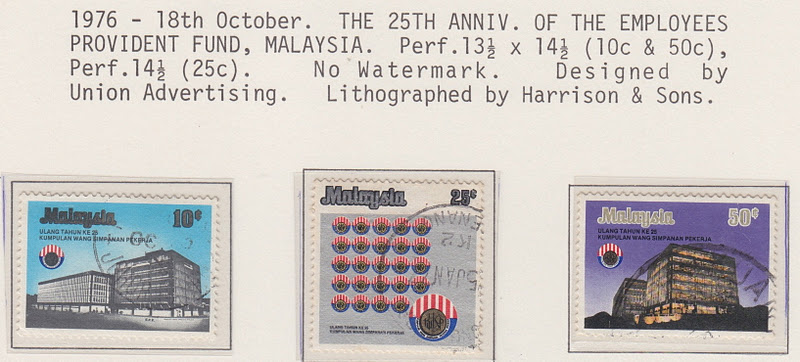 1976 - 18th October. THE 25TH ANNIV. OF THE EMPLOYEES
PROVIDENT FUND, MALAYSIA. Perf.13½ x 14½ (10c & 50c),
Perf.14½ (25c). No Watermark. Designed by
Union Advertising. Lithographed by Harrison & Sons.
Malaysia 10¢
ULANG TAHUN KE 25
KUMPULAN WANG SIMPANAN PEKERJA
Malaysia 25¢
K2
5JAN
ULANG TAHUN KE 25
KUMPULAN WANG SIMPANAN PEKERJA
Malaysia 50¢
ULANG TAHUN KE 25
KUMPULAN WANG SIMPANAN PEKERJA